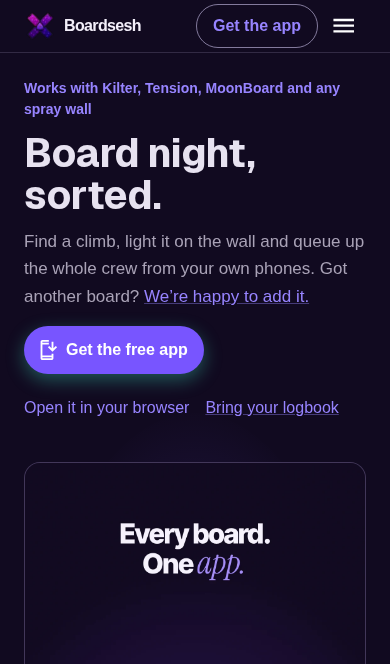 Boardsesh
Get the app
Works with Kilter, Tension, MoonBoard and any
spray wall
Board night,
sorted.
Find a climb, light it on the wall and queue up
the whole crew from your own phones. Got
another board? We’re happy to add it.
Get the free app
Open it in your browser
Bring your logbook
Every board.
One app.